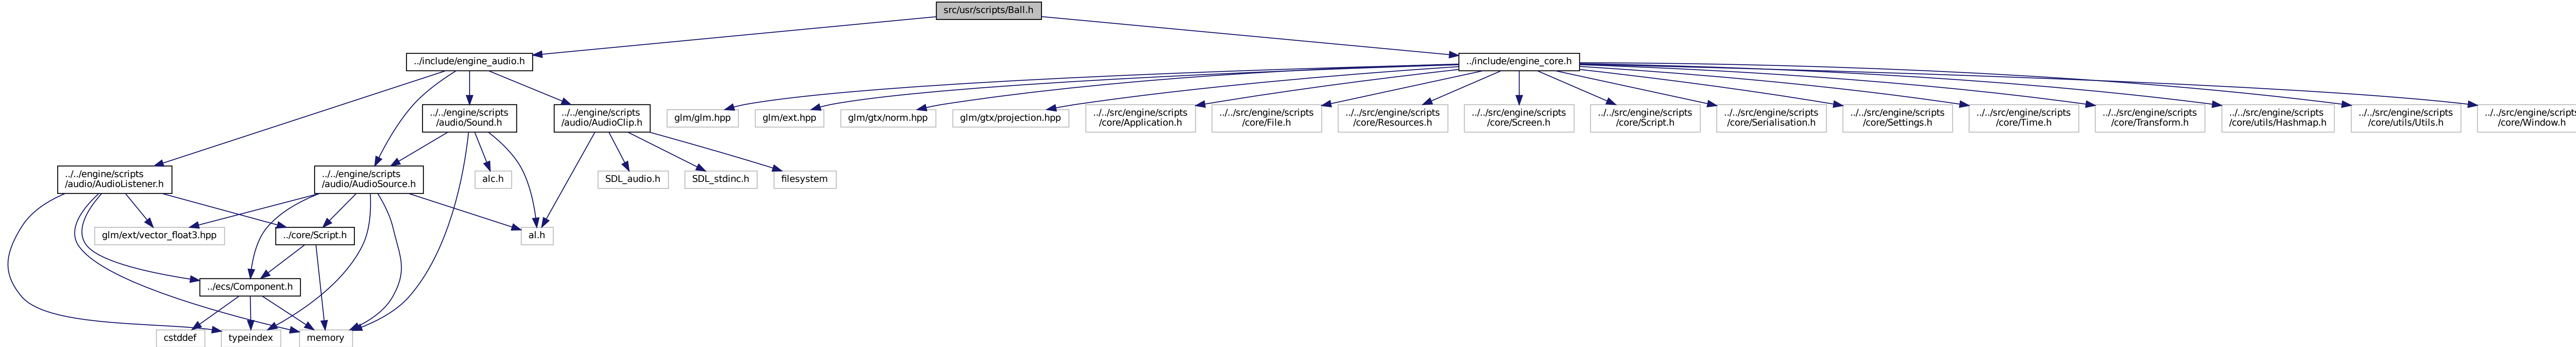 src/usr/scripts/Ball.h
../include/engine_audio.h
../include/engine_core.h
../../engine/scripts
/audio/Sound.h
../../engine/scripts
/audio/AudioClip.h
glm/glm.hpp
glm/ext.hpp
glm/gtx/norm.hpp
glm/gtx/projection.hpp
../../src/engine/scripts
/core/Application.h
../../src/engine/scripts
/core/File.h
../../src/engine/scripts
/core/Resources.h
../../src/engine/scripts
/core/Screen.h
../../src/engine/scripts
/core/Script.h
../../src/engine/scripts
/core/Serialisation.h
../../src/engine/scripts
/core/Settings.h
../../src/engine/scripts
/core/Time.h
../../src/engine/scripts
/core/Transform.h
../../src/engine/scripts
/core/utils/Hashmap.h
../../src/engine/scripts
/core/utils/Utils.h
../../src/engine/scripts
/core/Window.h
../../engine/scripts
/audio/AudioListener.h
../../engine/scripts
/audio/AudioSource.h
alc.h
SDL_audio.h
SDL_stdinc.h
filesystem
glm/ext/vector_float3.hpp
../core/Script.h
al.h
../ecs/Component.h
cstddef
typeindex
memory